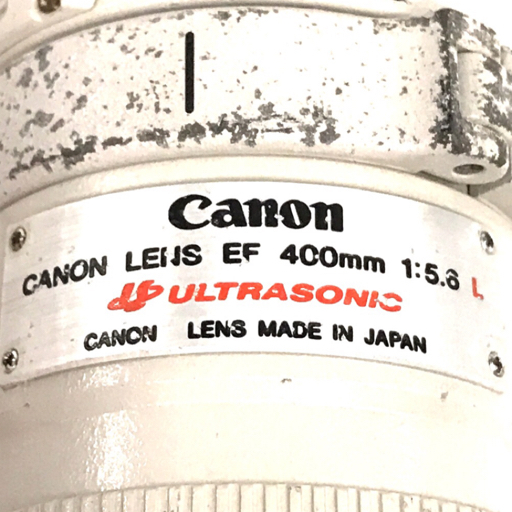 Canon
CANON LENS EF 400mm 1:5.6 L
ULTRASONIC
CANON LENS MADE IN JAPAN